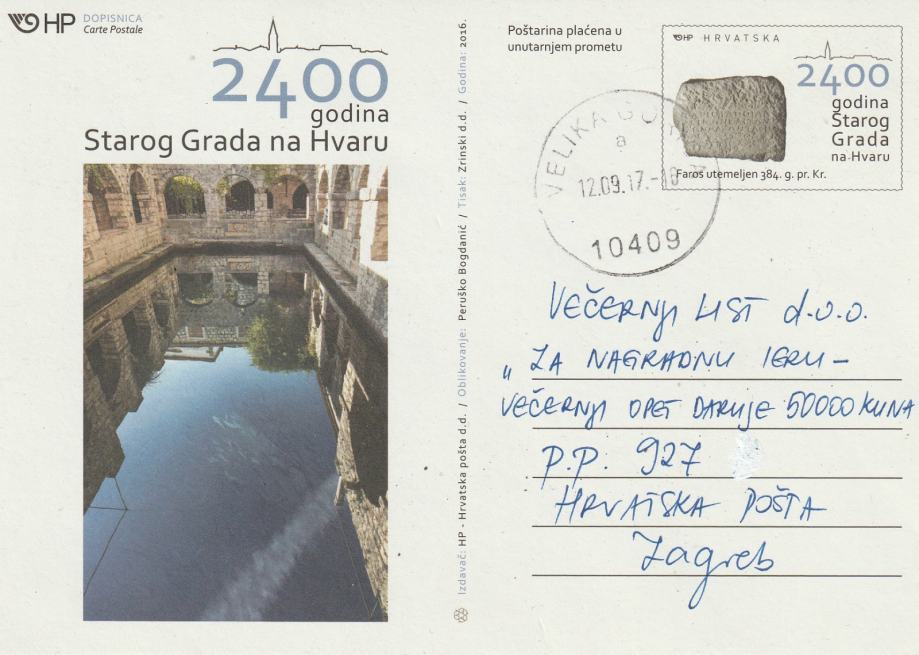 HP DOPISNICA
Carte Postale
2400
godina
Starog Grada na Hvaru
Izdavač: HP - Hrvatska pošta d.d. / Oblikovanje: Peruško Bogdanić / Tisak: Zrinski d.d. / Godina: 2016.
Poštarina plaćena u
unutarnjem prometu
HP HRVATSKA
2400
godina
Starog
Grada
na Hvaru
Faros utemeljen 384. g. pr. Kr.
VELIKA
a
12.09.17.-
10409
VEČERNJI LIST d.o.o.
„ZA NAGRADNU IGRU –
VEČERNJI OPET DARUJE 50000 KUNA
P.P. 927
HRVATSKA POŠTA
Zagreb